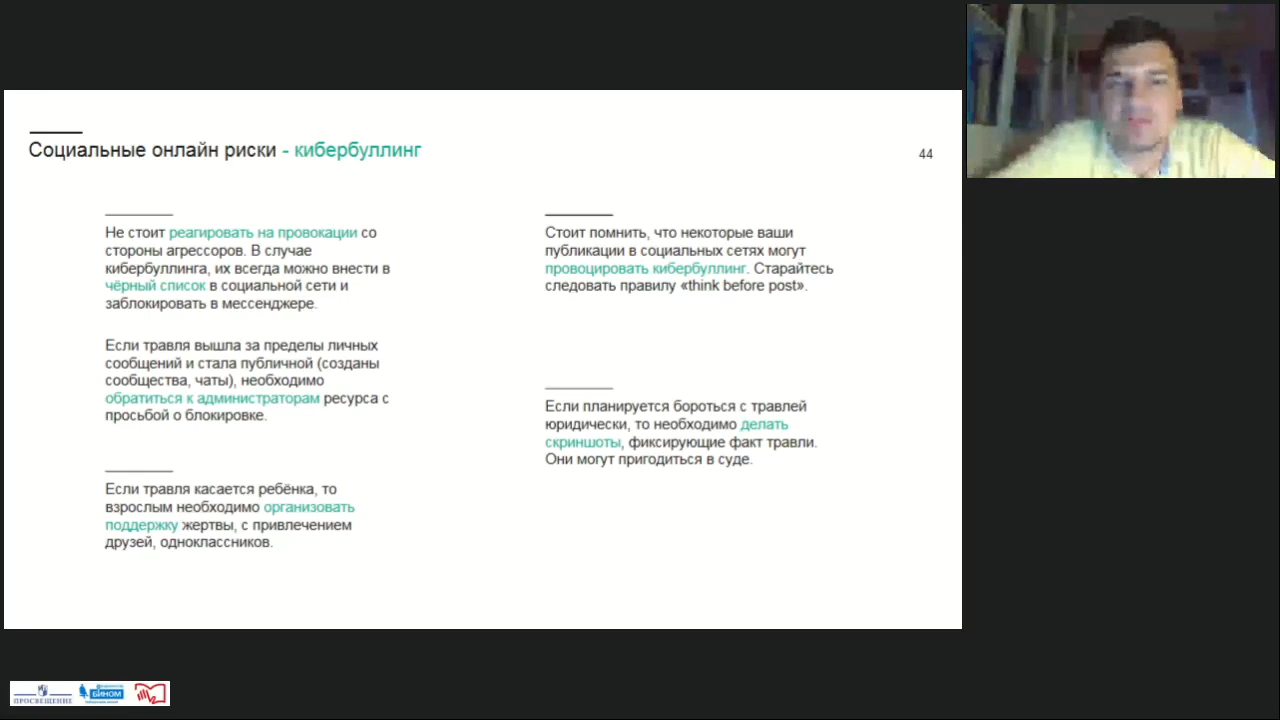 Социальные онлайн риски - кибербуллинг
44
Не стоит реагировать на провокации со
стороны агрессоров. В случае
кибербуллинга, их всегда можно внести в
чёрный список в социальной сети и
заблокировать в мессенджере.
Если травля вышла за пределы личных
сообщений и стала публичной (созданы
сообщества, чаты), необходимо
обратиться к администраторам ресурса с
просьбой о блокировке.
Если травля касается ребёнка, то
взрослым необходимо организовать
поддержку жертвы, с привлечением
друзей, одноклассников.
Стоит помнить, что некоторые ваши
публикации в социальных сетях могут
провоцировать кибербуллинг. Старайтесь
следовать правилу «think before post».
Если планируется бороться с травлей
юридически, то необходимо делать
скриншоты, фиксирующие факт травли.
Они могут пригодиться в суде.
ПРОСВЕЩЕНИЕ
БИНОМ